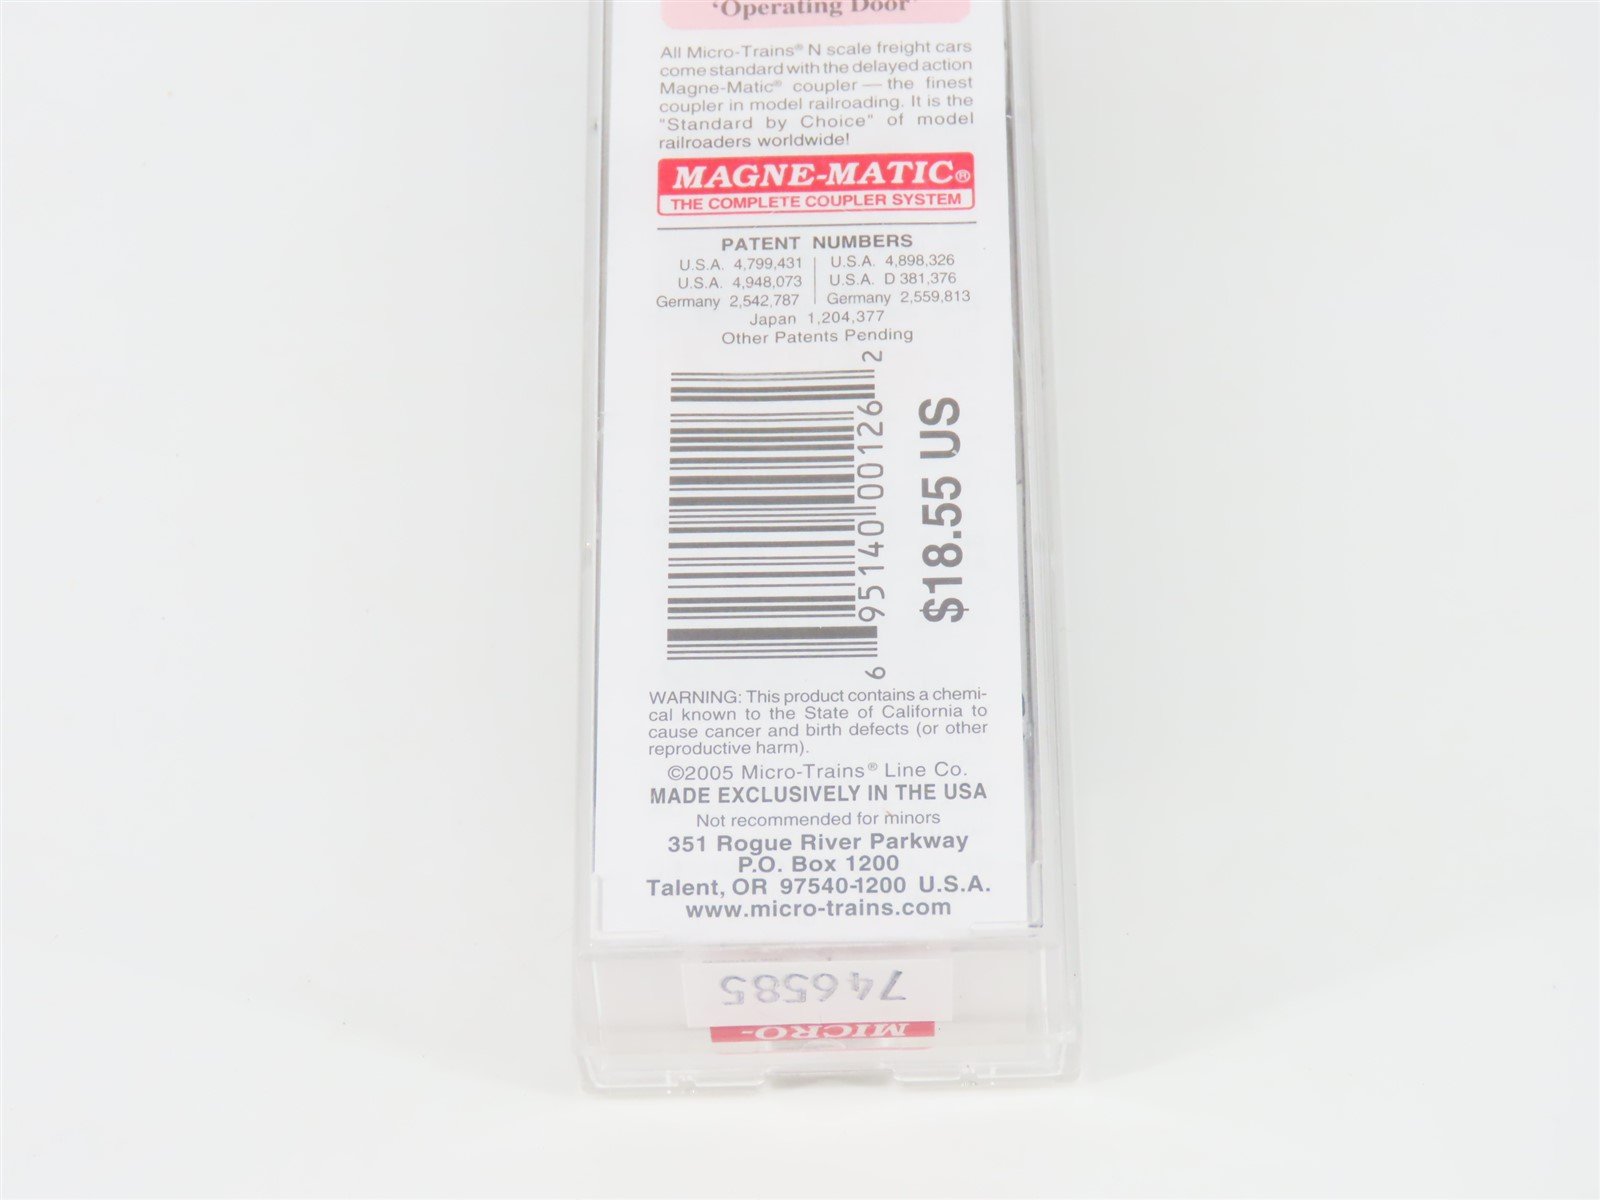 'Operating Door'
All Micro-Trains® N scale freight cars
come standard with the delayed action
Magne-Matic® coupler — the finest
coupler in model railroading. It is the
"Standard by Choice" of model
railroaders worldwide!
MAGNE-MATIC®
THE COMPLETE COUPLER SYSTEM
PATENT NUMBERS
U.S.A. 4,799,431 | U.S.A. 4,898,326
U.S.A. 4,948,073 | U.S.A. D 381,376
Germany 2,542,787 | Germany 2,559,813
Japan 1,204,377
Other Patents Pending
6 95140 00126 2
$18.55 US
WARNING: This product contains a chemi-
cal known to the State of California to
cause cancer and birth defects (or other
reproductive harm).
©2005 Micro-Trains® Line Co.
MADE EXCLUSIVELY IN THE USA
Not recommended for minors
351 Rogue River Parkway
P.O. Box 1200
Talent, OR 97540-1200 U.S.A.
www.micro-trains.com
746585
MICRO-